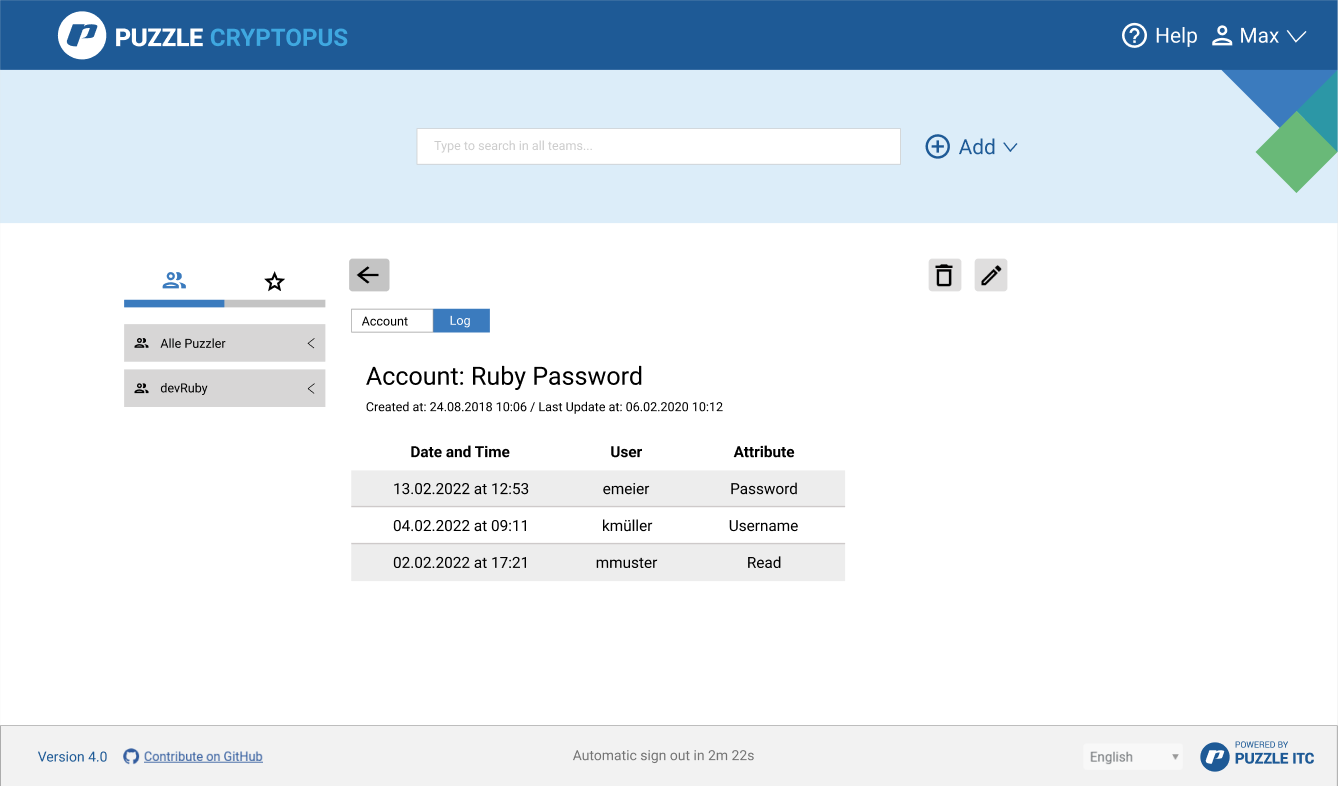 PUZZLE CRYPTOPUS
Help
Max
Type to search in all teams...
Add
Alle Puzzler
devRuby
Account
Log
Account: Ruby Password
Created at: 24.08.2018 10:06 / Last Update at: 06.02.2020 10:12
Date and Time User Attribute
13.02.2022 at 12:53 emeier Password
04.02.2022 at 09:11 kmüller Username
02.02.2022 at 17:21 mmuster Read
Version 4.0
Contribute on GitHub
Automatic sign out in 2m 22s
English
POWERED BY
PUZZLE ITC